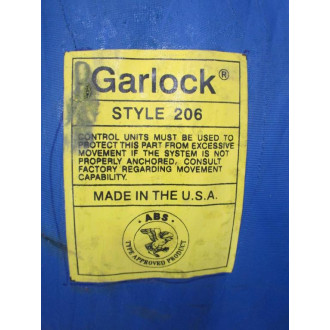 Garlock®
STYLE 206
CONTROL UNITS MUST BE USED TO
PROTECT THIS PART FROM EXCESSIVE
MOVEMENT IF THE SYSTEM IS NOT
PROPERLY ANCHORED. CONSULT
FACTORY REGARDING MOVEMENT
CAPABILITY.
MADE IN THE U.S.A.
· ABS ·
TYPE APPROVED PRODUCT